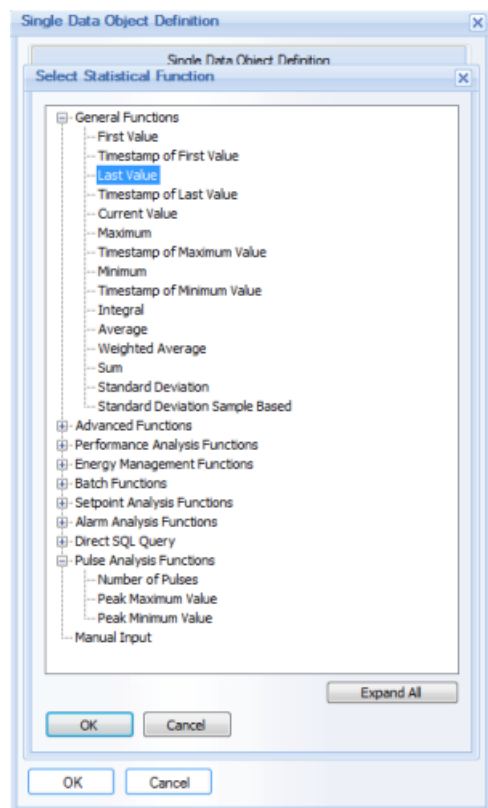 Single Data Object Definition
Single Data Object Definition
Select Statistical Function
General Functions
First Value
Timestamp of First Value
Last Value
Timestamp of Last Value
Current Value
Maximum
Timestamp of Maximum Value
Minimum
Timestamp of Minimum Value
Integral
Average
Weighted Average
Sum
Standard Deviation
Standard Deviation Sample Based
Advanced Functions
Performance Analysis Functions
Energy Management Functions
Batch Functions
Setpoint Analysis Functions
Alarm Analysis Functions
Direct SQL Query
Pulse Analysis Functions
Number of Pulses
Peak Maximum Value
Peak Minimum Value
Manual Input
Expand All
OK Cancel
OK Cancel